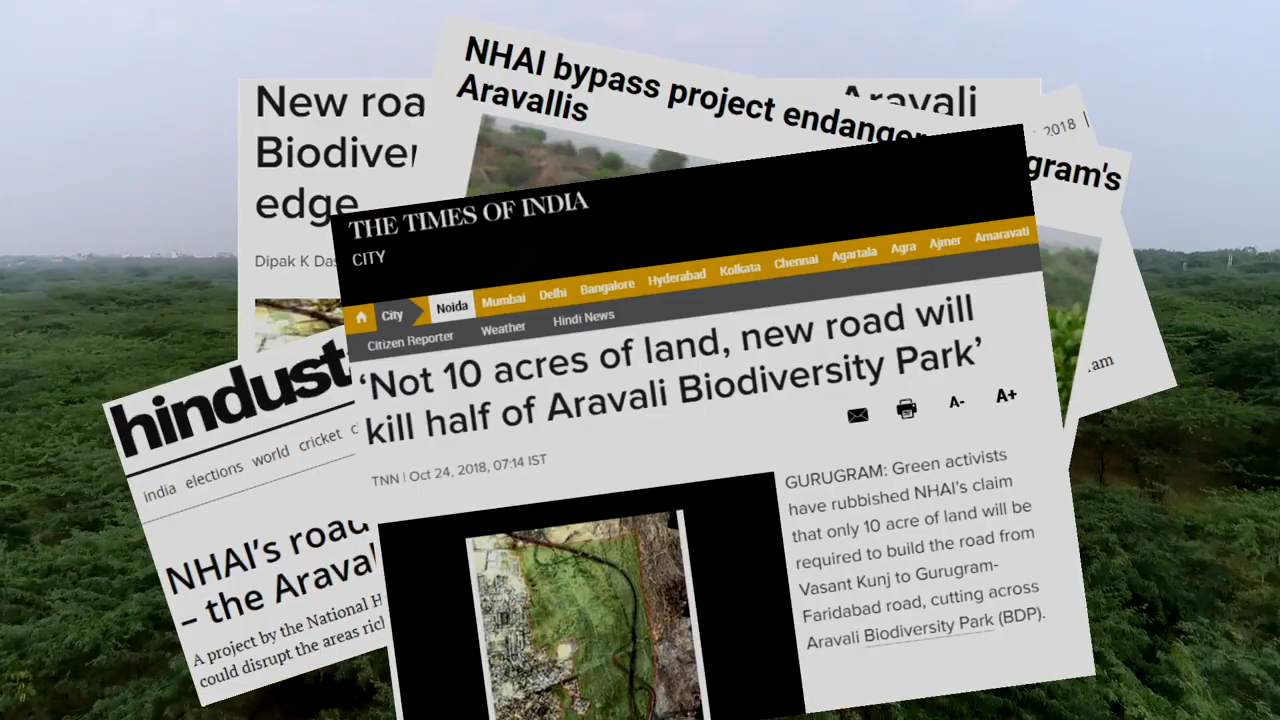 NHAI bypass project endanger
Aravallis
gram's
New roa
Aravali
Biodiver
edge
Dipak K Das
2018 |
am
THE TIMES OF INDIA
CITY
City Noida Mumbai Delhi Bangalore Hyderabad Kolkata Chennai Agartala Agra Ajmer Amaravati
Citizen Reporter Weather Hindi News
'Not 10 acres of land, new road will
kill half of Aravali Biodiversity Park'
A- A+
TNN | Oct 24, 2018, 07:14 IST
GURUGRAM: Green activists
have rubbished NHAI's claim
that only 10 acre of land will be
required to build the road from
Vasant Kunj to Gurugram-
Faridabad road, cutting across
Aravali Biodiversity Park (BDP).
hindust
india elections world cricket c
NHAI's road
– the Araval
A project by the National H
could disrupt the areas ric